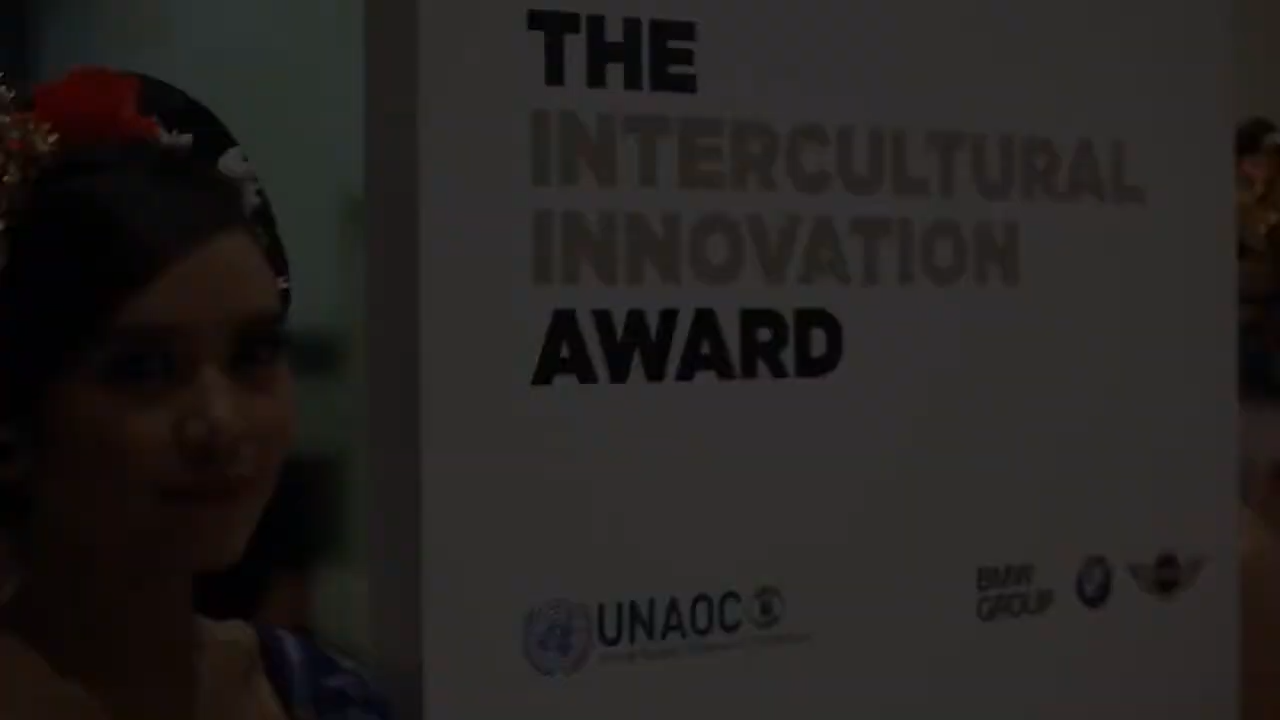 THE
INTERCULTURAL
INNOVATION
AWARD
UNAOC
BMW
GROUP